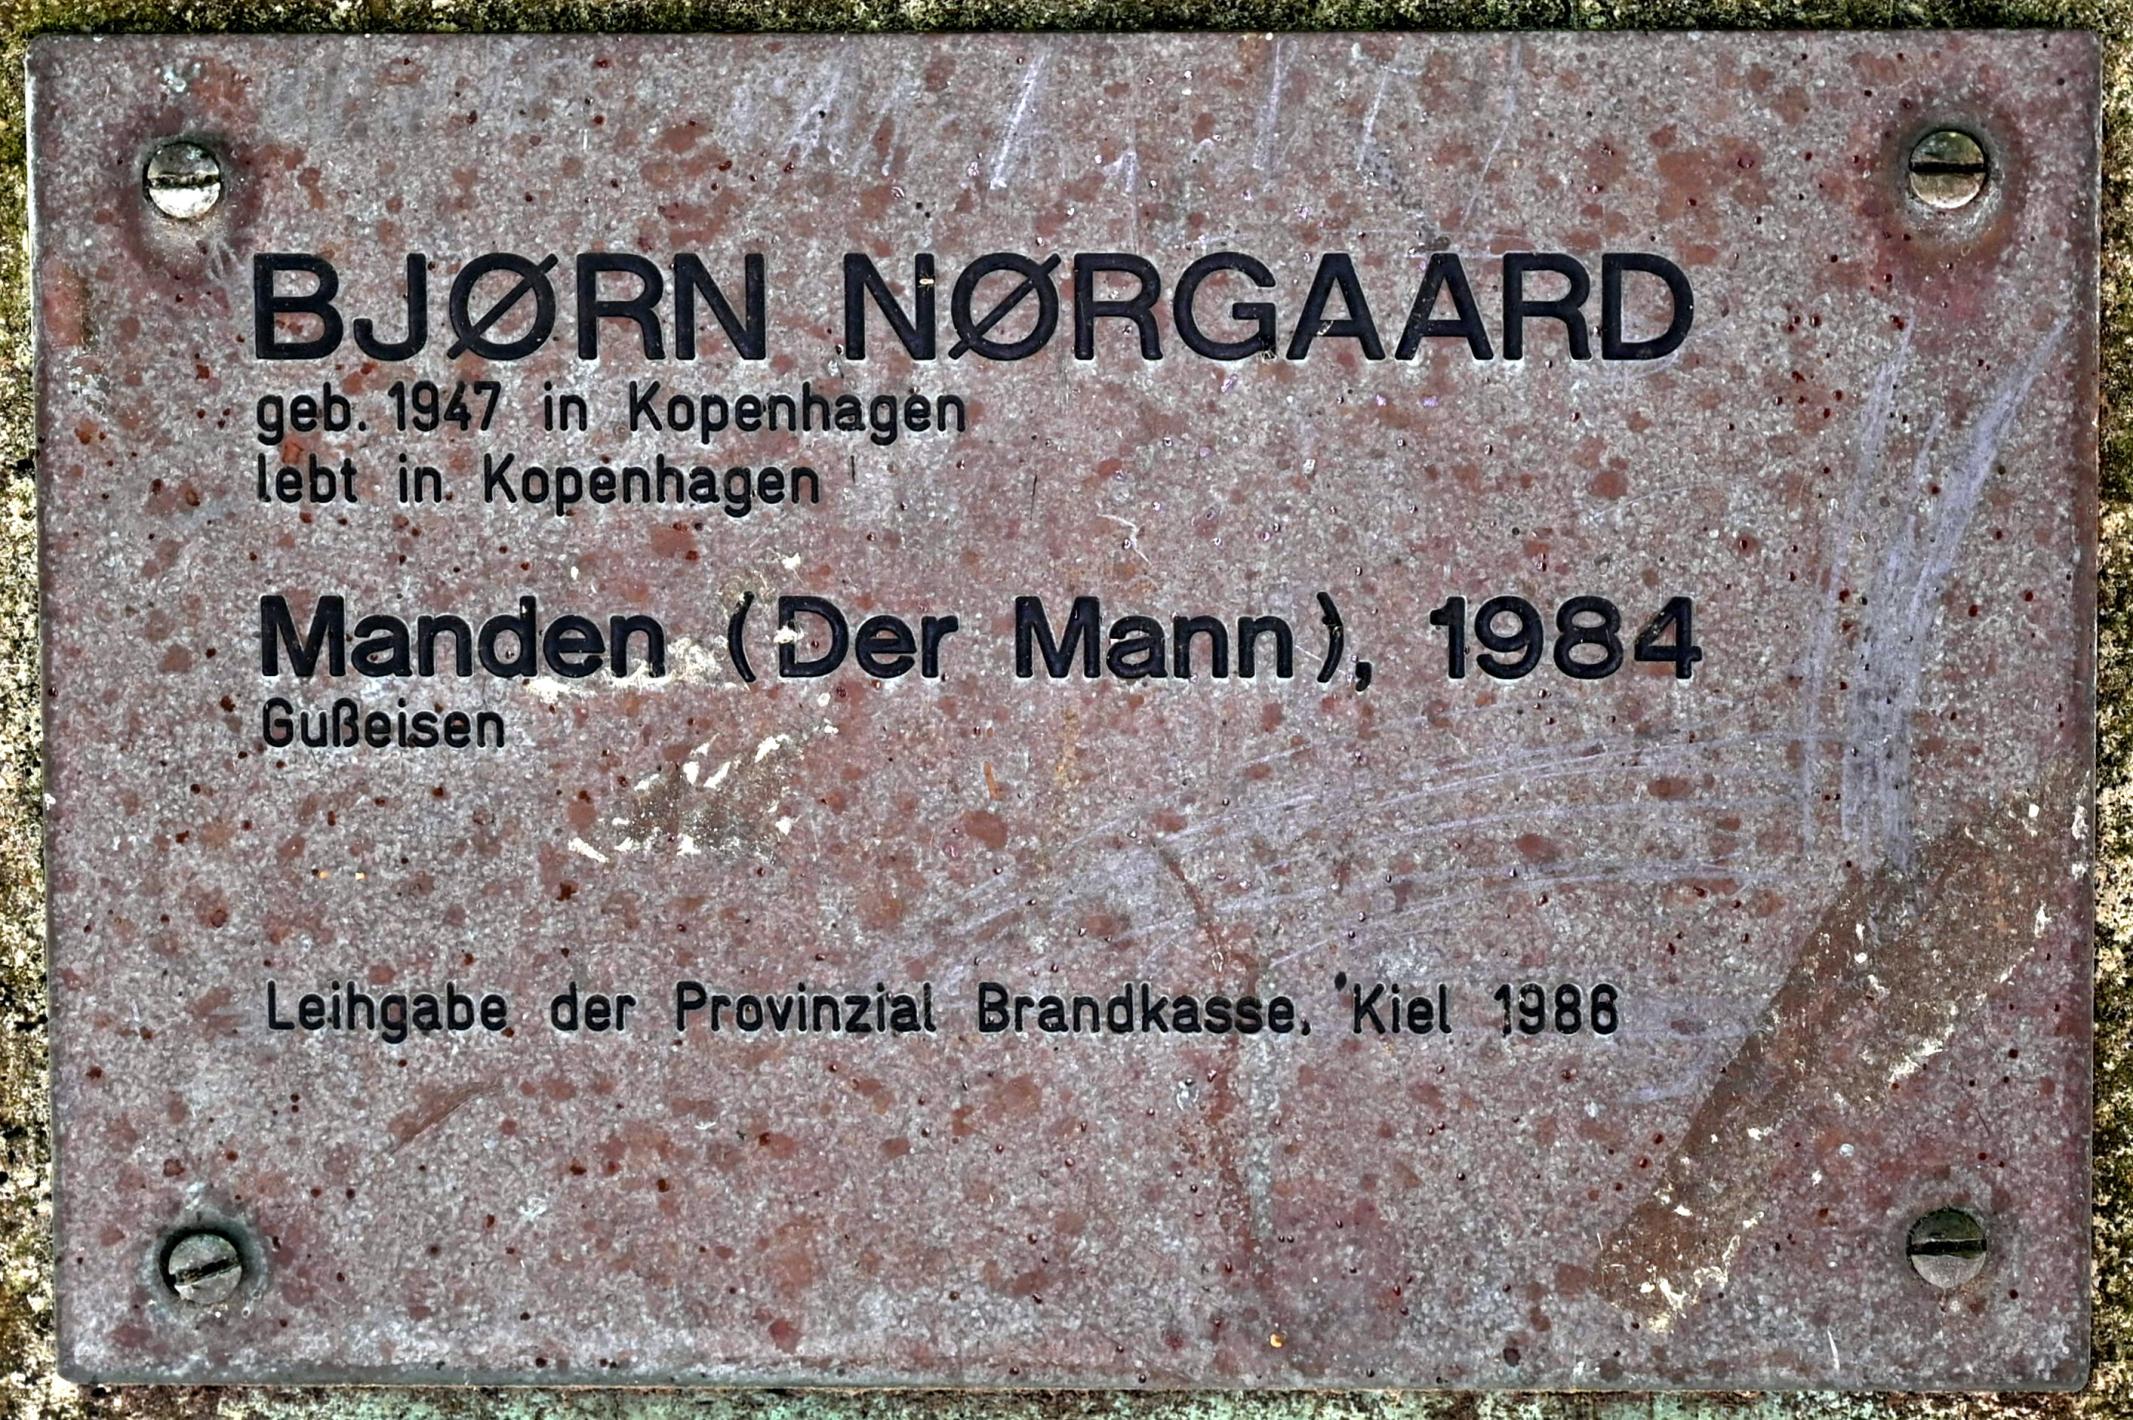 BJØRN NØRGAARD
geb. 1947 in Kopenhagen
lebt in Kopenhagen
Manden (Der Mann), 1984
Gußeisen
Leihgabe der Provinzial Brandkasse, Kiel 1986